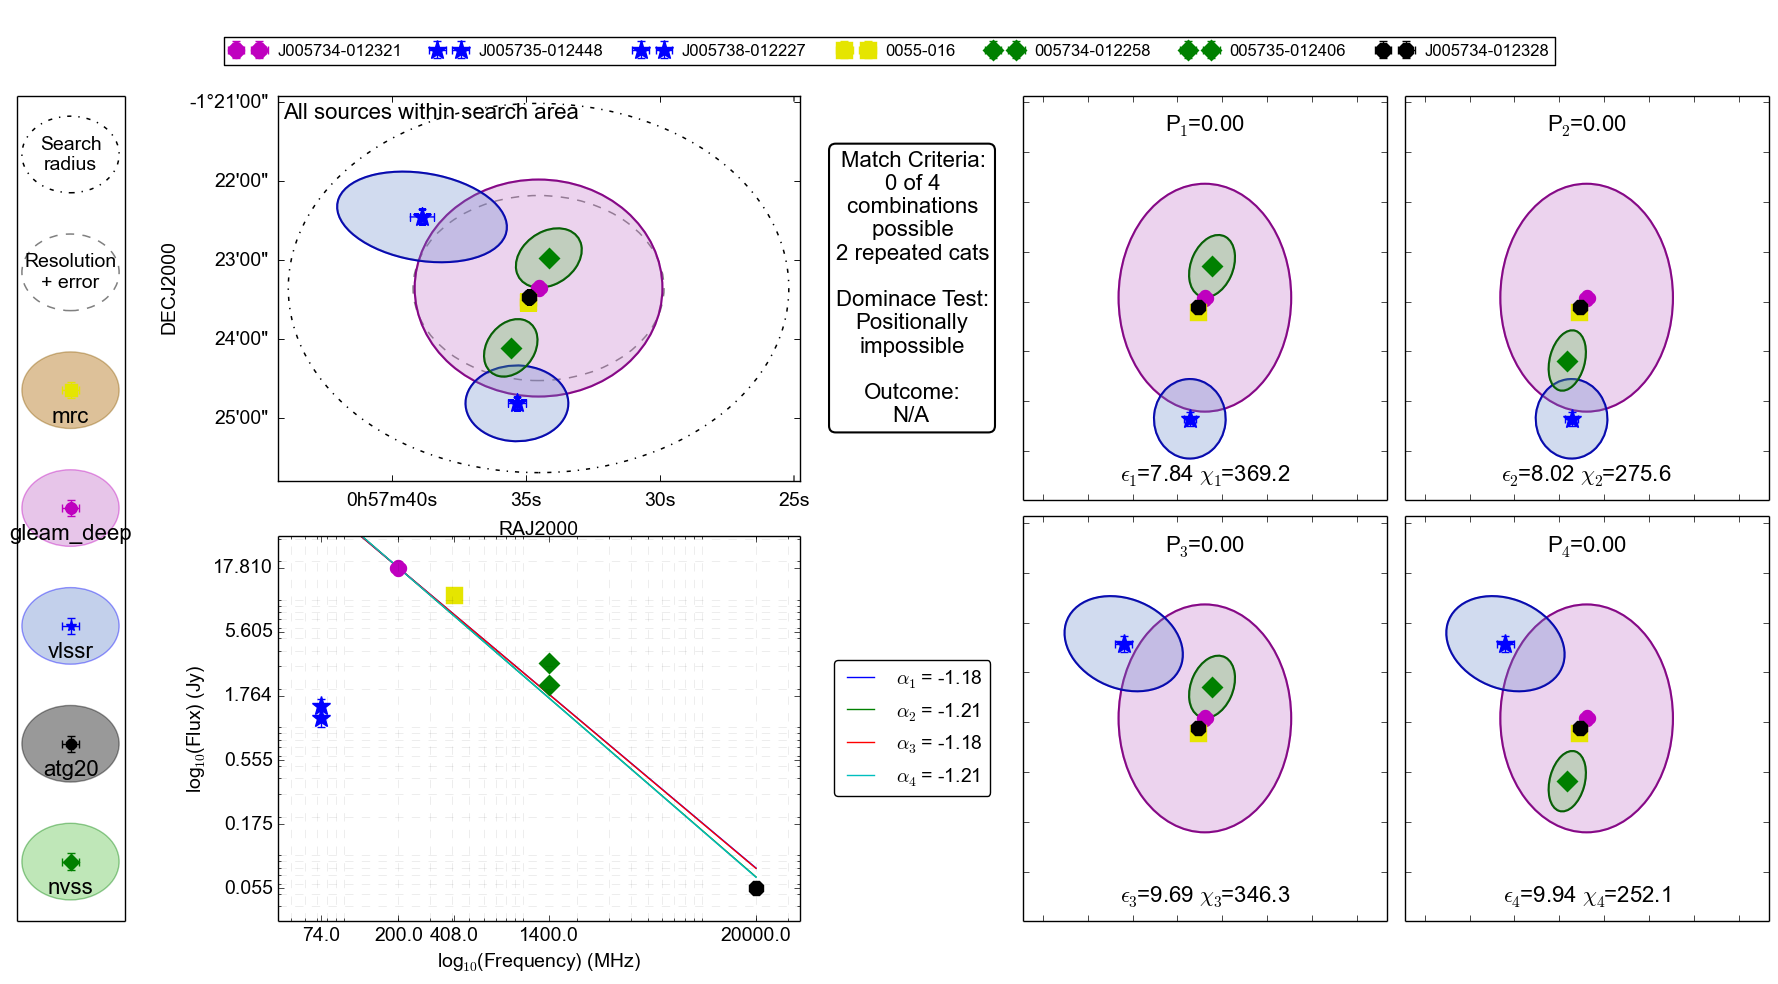 J005734-012321 J005735-012448 J005738-012227 0055-016 005734-012258 005735-012406 J005734-012328
Search
radius
Resolution
+ error
mrc
gleam_deep
vlssr
atg20
nvss
All sources within search area
-1°21'00"
22'00"
23'00"
24'00"
25'00"
DECJ2000
0h57m40s 35s 30s 25s
RAJ2000
Match Criteria:
0 of 4
combinations
possible
2 repeated cats
Dominace Test:
Positionally
impossible
Outcome:
N/A
P1=0.00
ϵ1=7.84 χ1=369.2
P2=0.00
ϵ2=8.02 χ2=275.6
17.810
5.605
1.764
0.555
0.175
0.055
log10(Flux) (Jy)
74.0 200.0 408.0 1400.0 20000.0
log10(Frequency) (MHz)
α1 = -1.18
α2 = -1.21
α3 = -1.18
α4 = -1.21
P3=0.00
ϵ3=9.69 χ3=346.3
P4=0.00
ϵ4=9.94 χ4=252.1